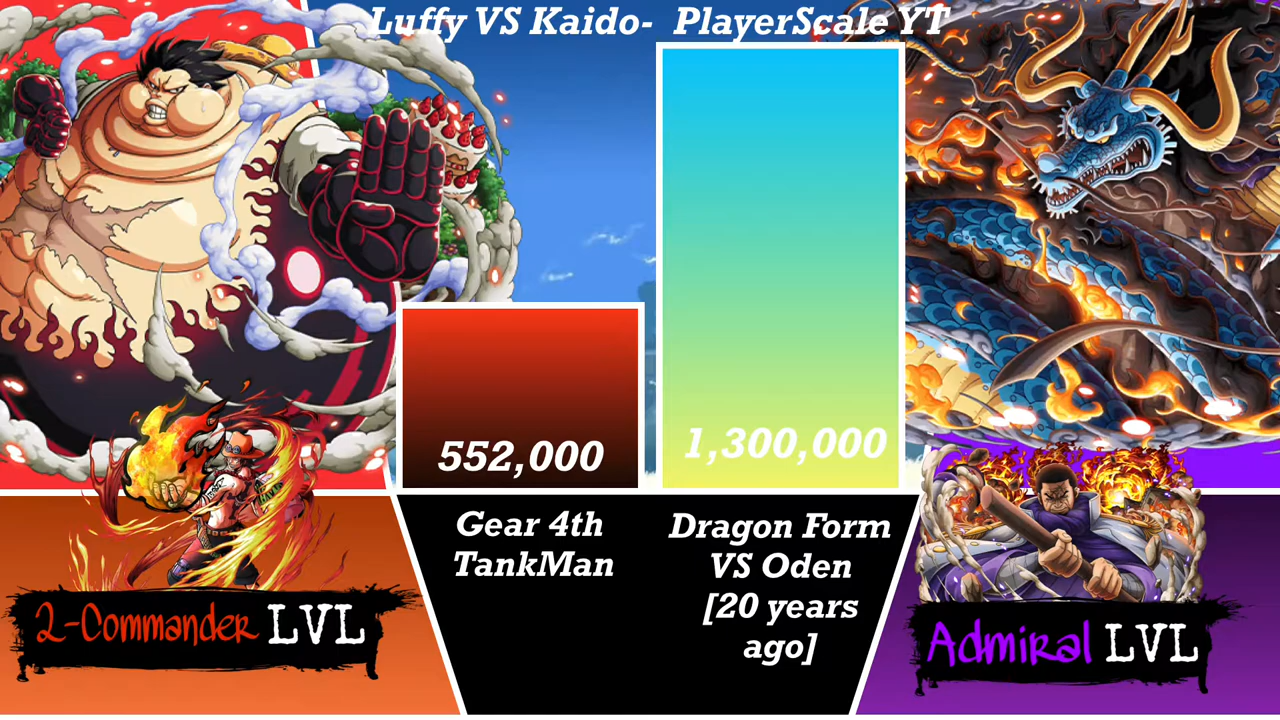 Luffy VS Kaido- PlayerScale YT
552,000
1,300,000
Gear 4th
TankMan
Dragon Form
VS Oden
[20 years
ago]
2-Commander LVL
Admiral LVL